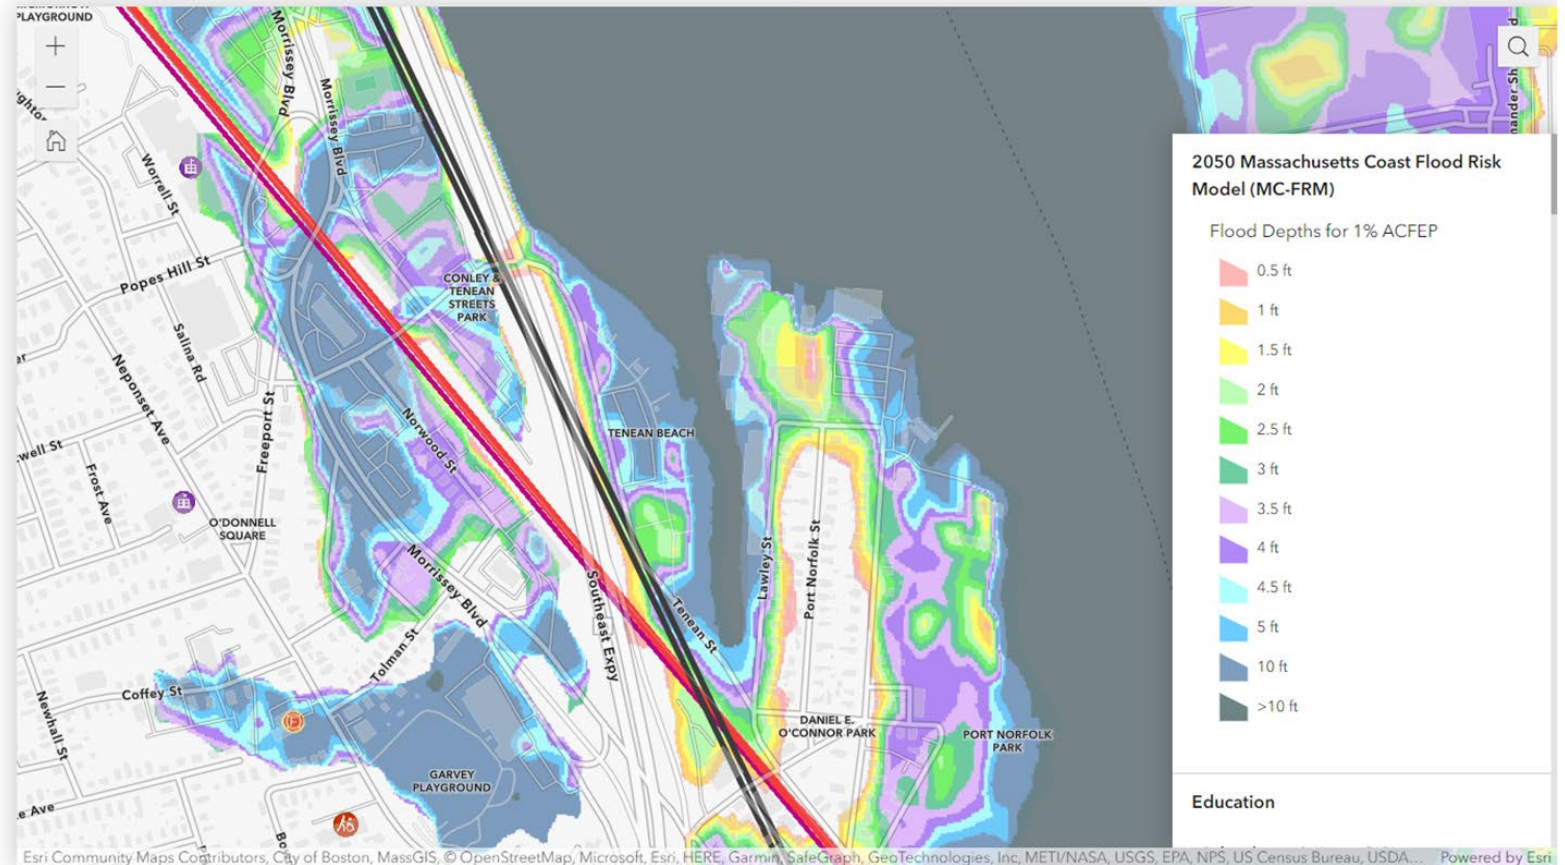 PLAYGROUND
Morrissey Blvd
Morrissey Blvd
Worrell St
Popes Hill St
CONLEY &
TENEAN
STREETS
PARK
Salina Rd
Neponset Ave
Freeport St
Norwood St
TENEAN BEACH
Frost Ave
O'DONNELL
SQUARE
Lawley St
Port Norfolk St
Morrissey Blvd
Southeast Expy
Tenean St
Tolman St
Coffey St
Newhall St
DANIEL E.
O'CONNOR PARK
PORT NORFOLK
PARK
GARVEY
PLAYGROUND
e Ave
2050 Massachusetts Coast Flood Risk
Model (MC-FRM)
Flood Depths for 1% ACFEP
0.5 ft
1 ft
1.5 ft
2 ft
2.5 ft
3 ft
3.5 ft
4 ft
4.5 ft
5 ft
10 ft
>10 ft
Education
Esri Community Maps Contributors, City of Boston, MassGIS, © OpenStreetMap, Microsoft, Esri, HERE, Garmin, SafeGraph, GeoTechnologies, Inc, METI/NASA, USGS, EPA, NPS, US Census Bureau, USDA... Powered by Esri